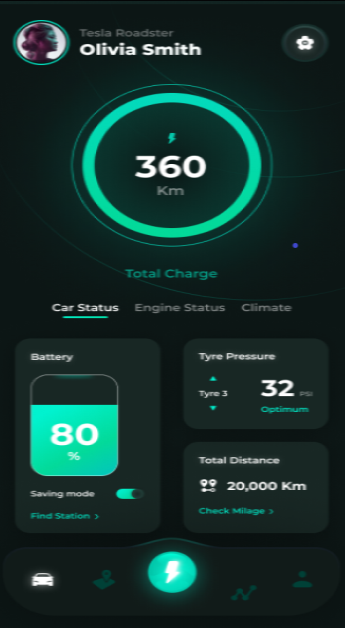 Tesla Roadster
Olivia Smith
360
Km
Total Charge
Car Status Engine Status Climate
Battery
80
%
Saving mode
Find Station >
Tyre Pressure
Tyre 3
32 PSI
Optimum
Total Distance
20,000 Km
Check Milage >